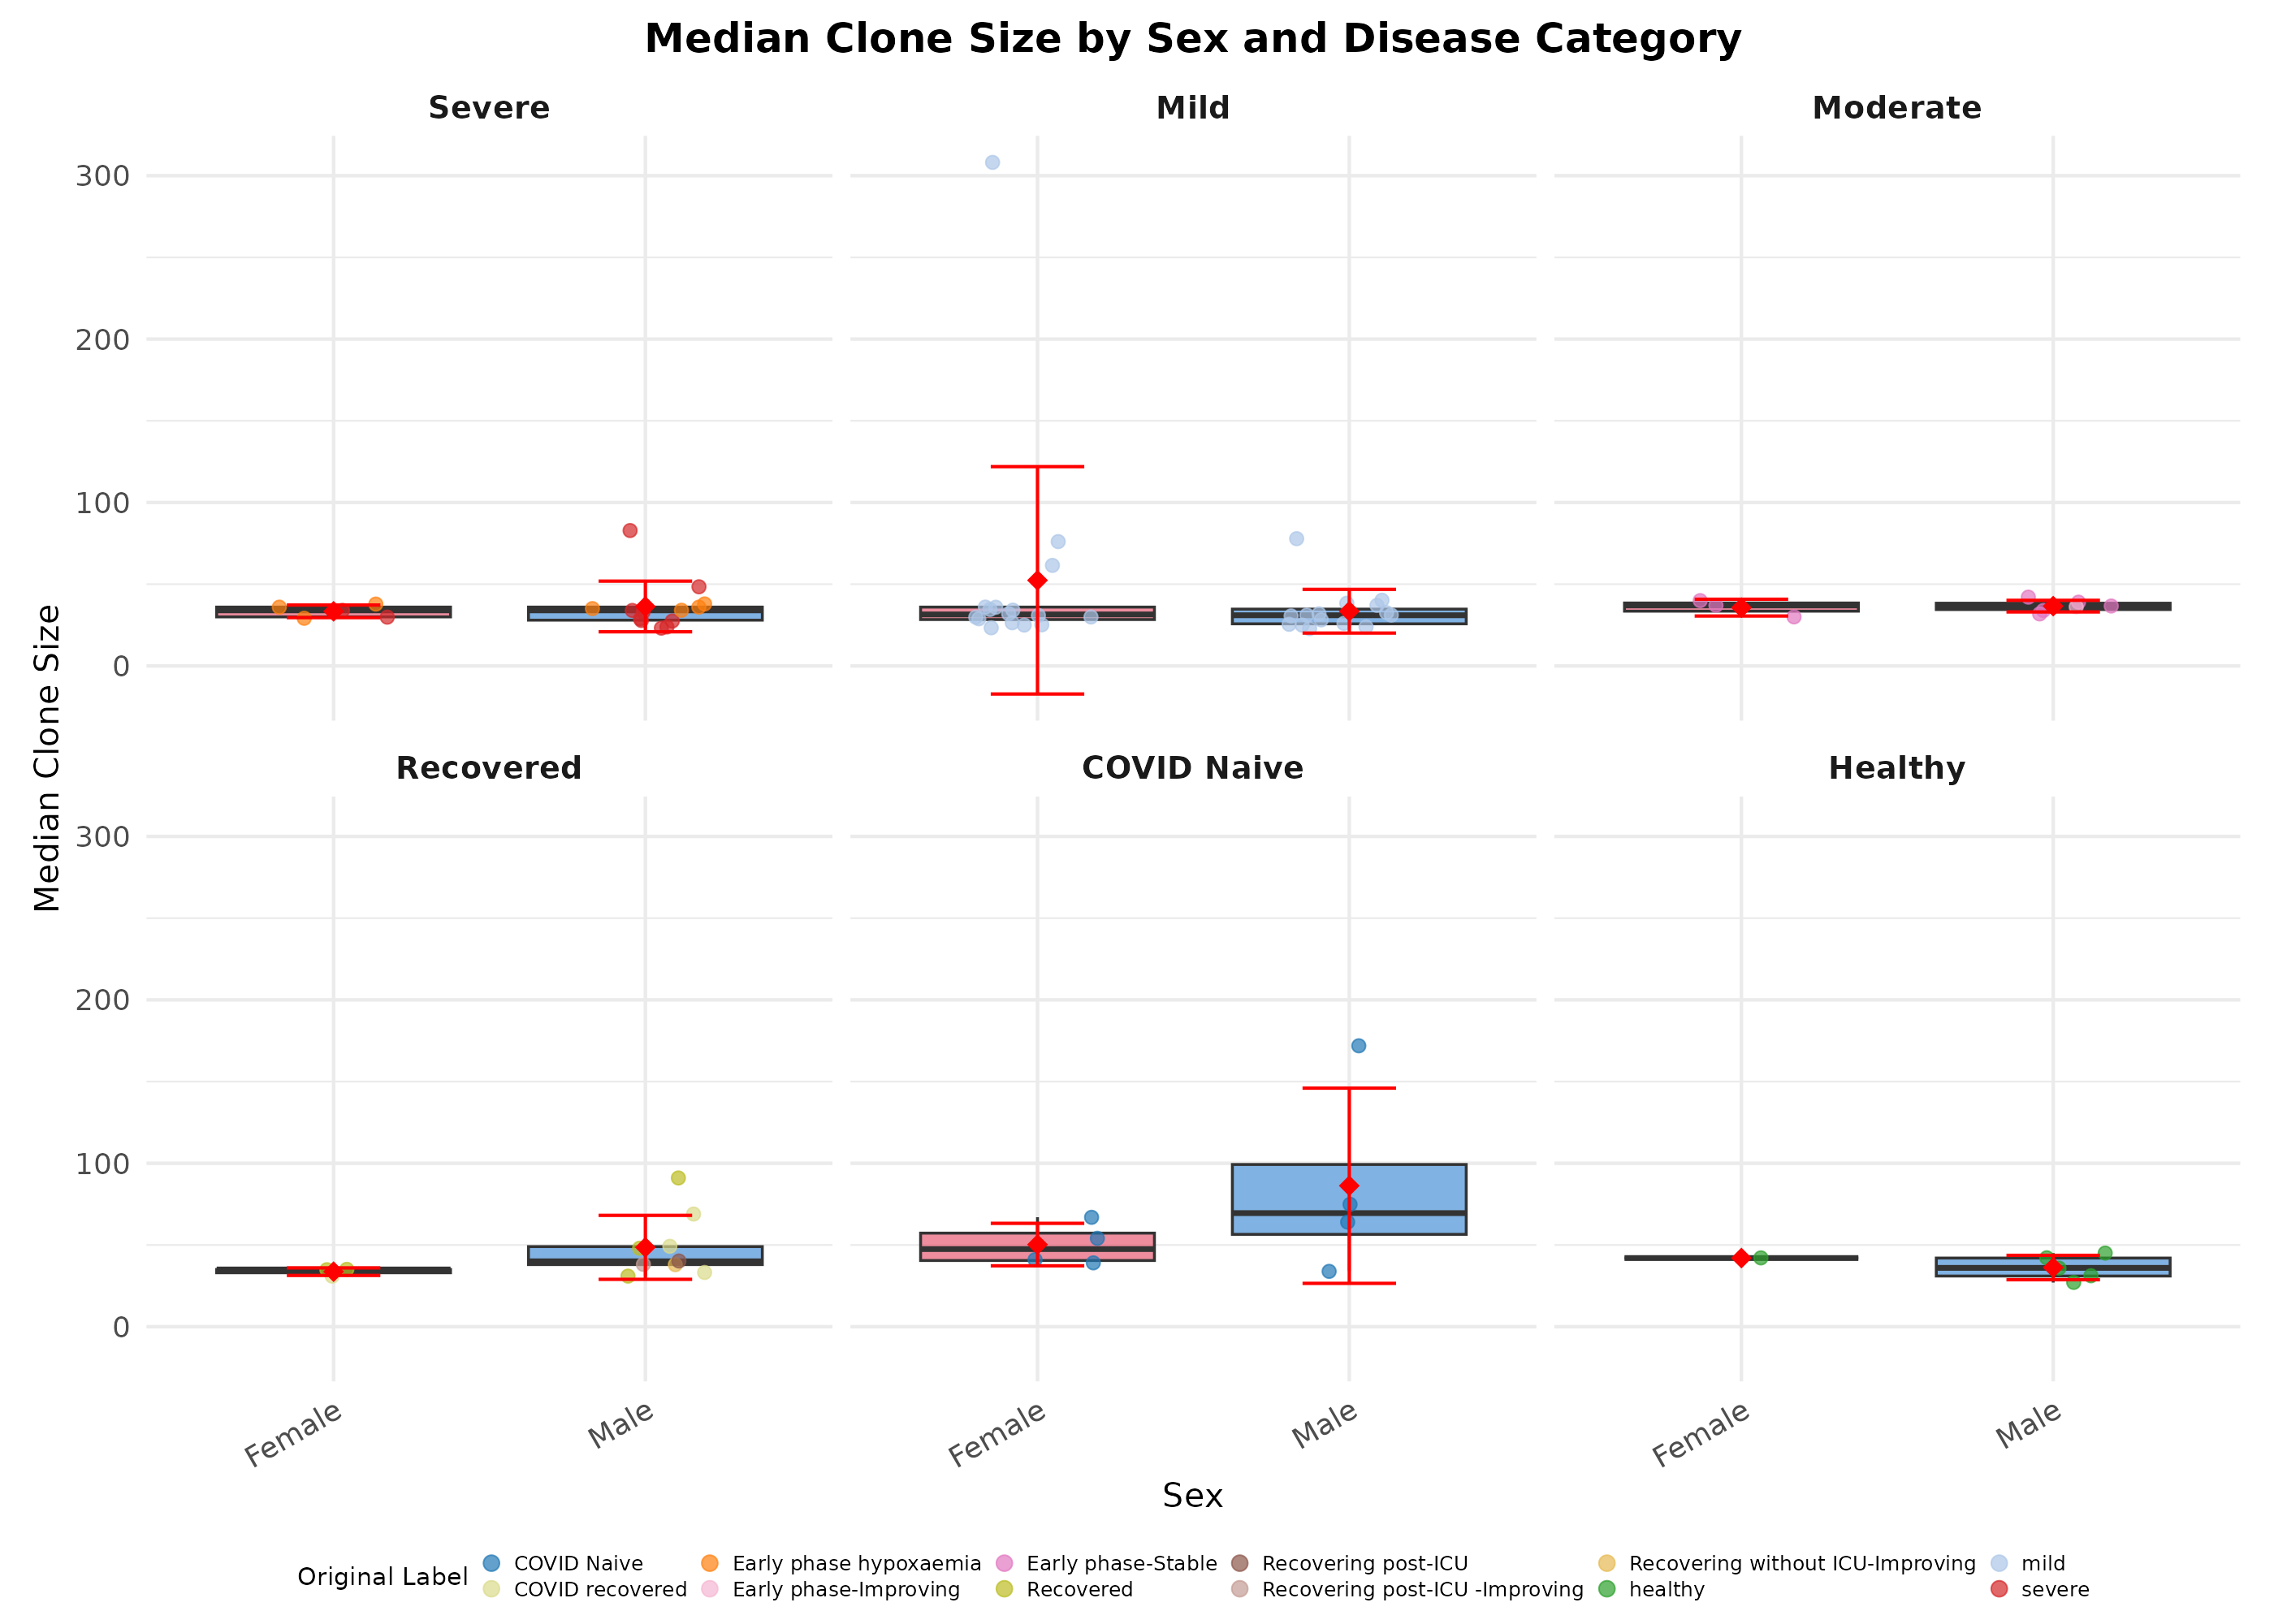 Median Clone Size by Sex and Disease Category
Severe
Mild
Moderate
300
200
100
0
Recovered
COVID Naive
Healthy
300
200
100
0
Median Clone Size
Female
Male
Female
Male
Female
Male
Sex
Original Label
COVID Naive
Early phase hypoxaemia
Early phase-Stable
Recovering post-ICU
Recovering without ICU-Improving
mild
COVID recovered
Early phase-Improving
Recovered
Recovering post-ICU -Improving
healthy
severe